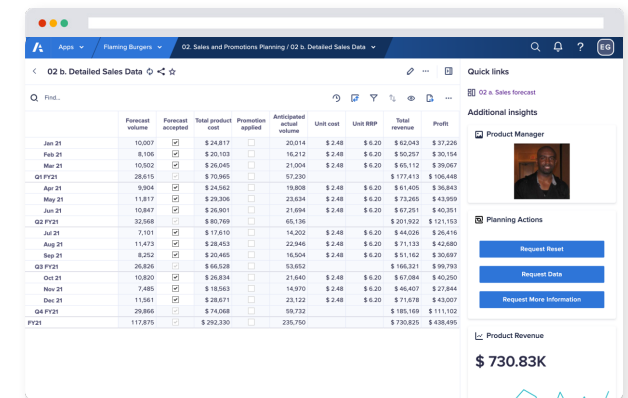 Apps Flaming Burgers 02. Sales and Promotions Planning / 02 b. Detailed Sales Data EG
02 b. Detailed Sales Data
Quick links
Find...
02 a. Sales forecast
Additional insights
Forecast volume Forecast accepted Total product cost Promotion applied Anticipated actual volume Unit cost Unit RRP Total revenue Profit
Product Manager
Jan 21 10,007 $ 24,817 20,014 $ 2.48 $ 6.20 $ 62,043 $ 37,226
Feb 21 8,106 $ 20,103 16,212 $ 2.48 $ 6.20 $ 50,257 $ 30,154
Mar 21 10,502 $ 26,045 21,004 $ 2.48 $ 6.20 $ 65,112 $ 39,067
Q1 FY21 28,615 $ 70,965 57,230 $ 177,413 $ 106,448
Apr 21 9,904 $ 24,562 19,808 $ 2.48 $ 6.20 $ 61,405 $ 36,843
May 21 11,817 $ 29,306 23,634 $ 2.48 $ 6.20 $ 73,265 $ 43,959
Jun 21 10,847 $ 26,901 21,694 $ 2.48 $ 6.20 $ 67,251 $ 40,351
Q2 FY21 32,568 $ 80,769 65,136 $ 201,922 $ 121,153
Jul 21 7,101 $ 17,610 14,202 $ 2.48 $ 6.20 $ 44,026 $ 26,416
Aug 21 11,473 $ 28,453 22,946 $ 2.48 $ 6.20 $ 71,133 $ 42,680
Sep 21 8,252 $ 20,465 16,504 $ 2.48 $ 6.20 $ 51,162 $ 30,697
Q3 FY21 26,826 $ 66,528 53,652 $ 166,321 $ 99,793
Oct 21 10,820 $ 26,834 21,640 $ 2.48 $ 6.20 $ 67,084 $ 40,250
Nov 21 7,485 $ 18,563 14,970 $ 2.48 $ 6.20 $ 46,407 $ 27,844
Dec 21 11,561 $ 28,671 23,122 $ 2.48 $ 6.20 $ 71,678 $ 43,007
Q4 FY21 29,866 $ 74,068 59,732 $ 185,169 $ 111,102
FY21 117,875 $ 292,330 235,750 $ 730,825 $ 438,495
Planning Actions
Request Reset
Request Data
Request More Information
Product Revenue
$ 730.83K